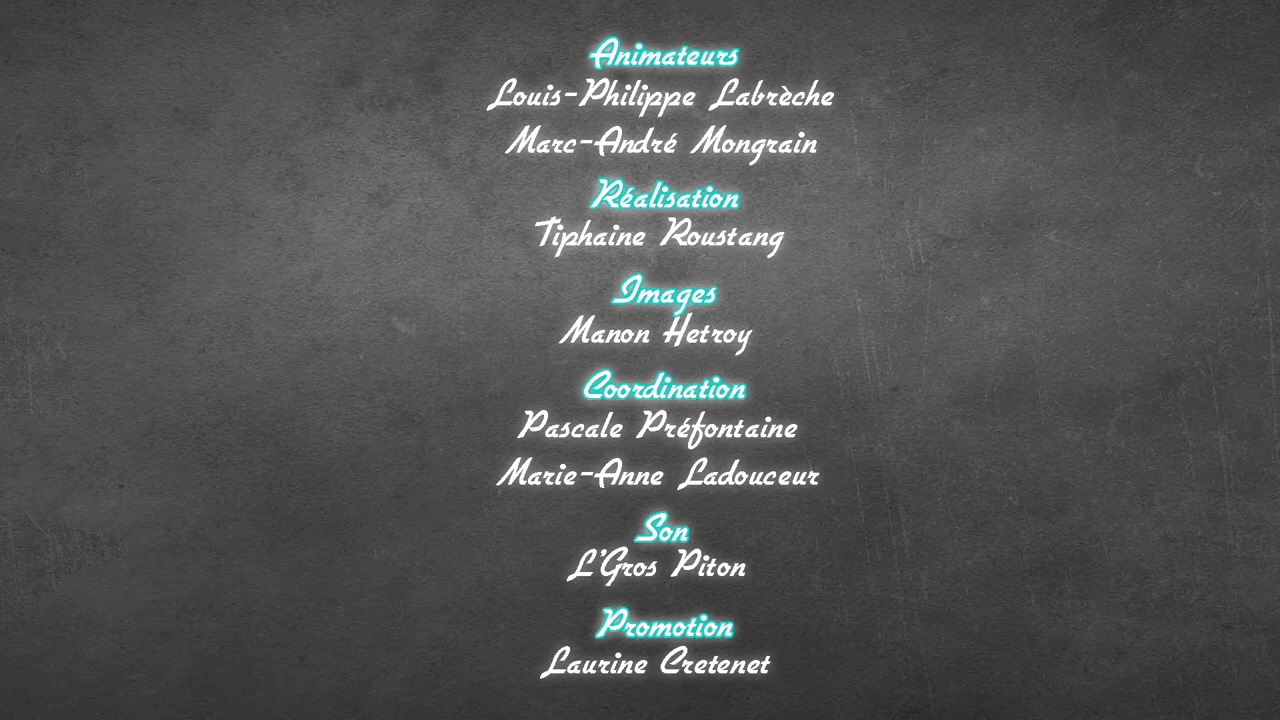 Animateurs
Louis-Philippe Labrèche
Marc-André Mongrain
Réalisation
Tiphaine Roustang
Images
Manon Hetroy
Coordination
Pascale Préfontaine
Marie-Anne Ladouceur
Son
L'Gros Piton
Promotion
Laurine Cretenet